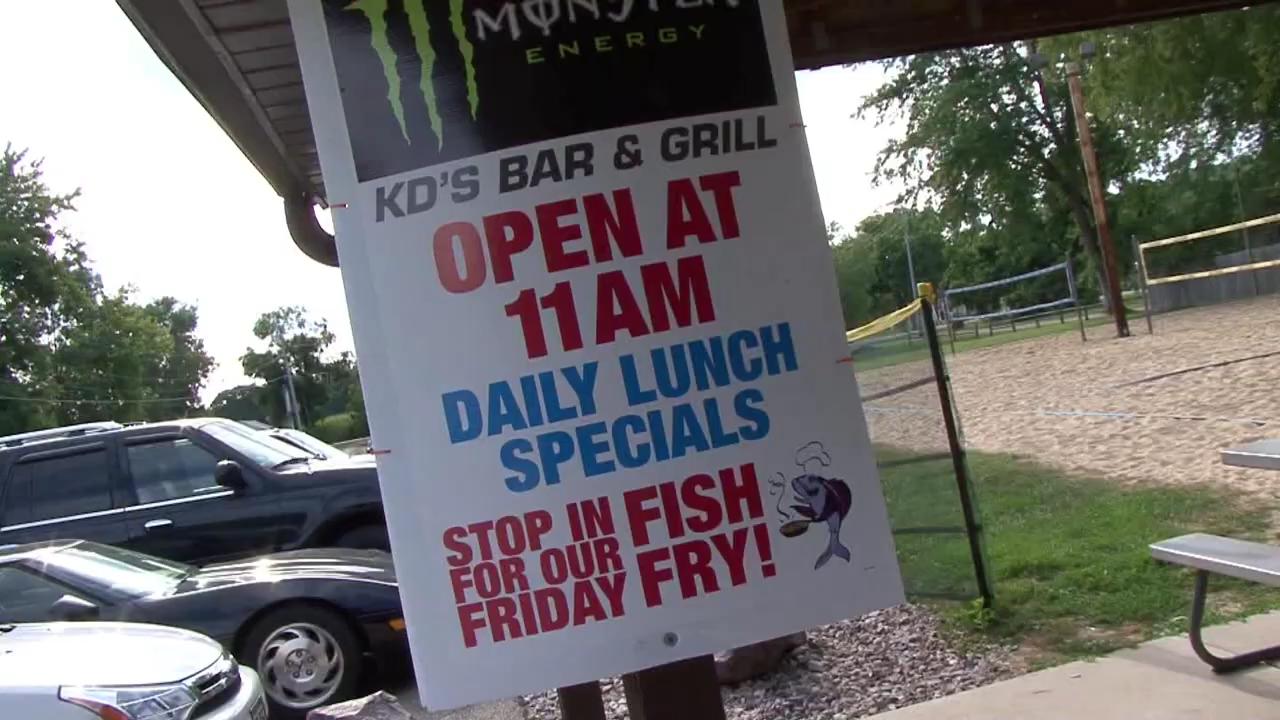 MONSTER
ENERGY
KD'S BAR & GRILL
OPEN AT
11AM
DAILY LUNCH
SPECIALS
STOP IN
FOR OUR
FRIDAY
FISH
FRY!